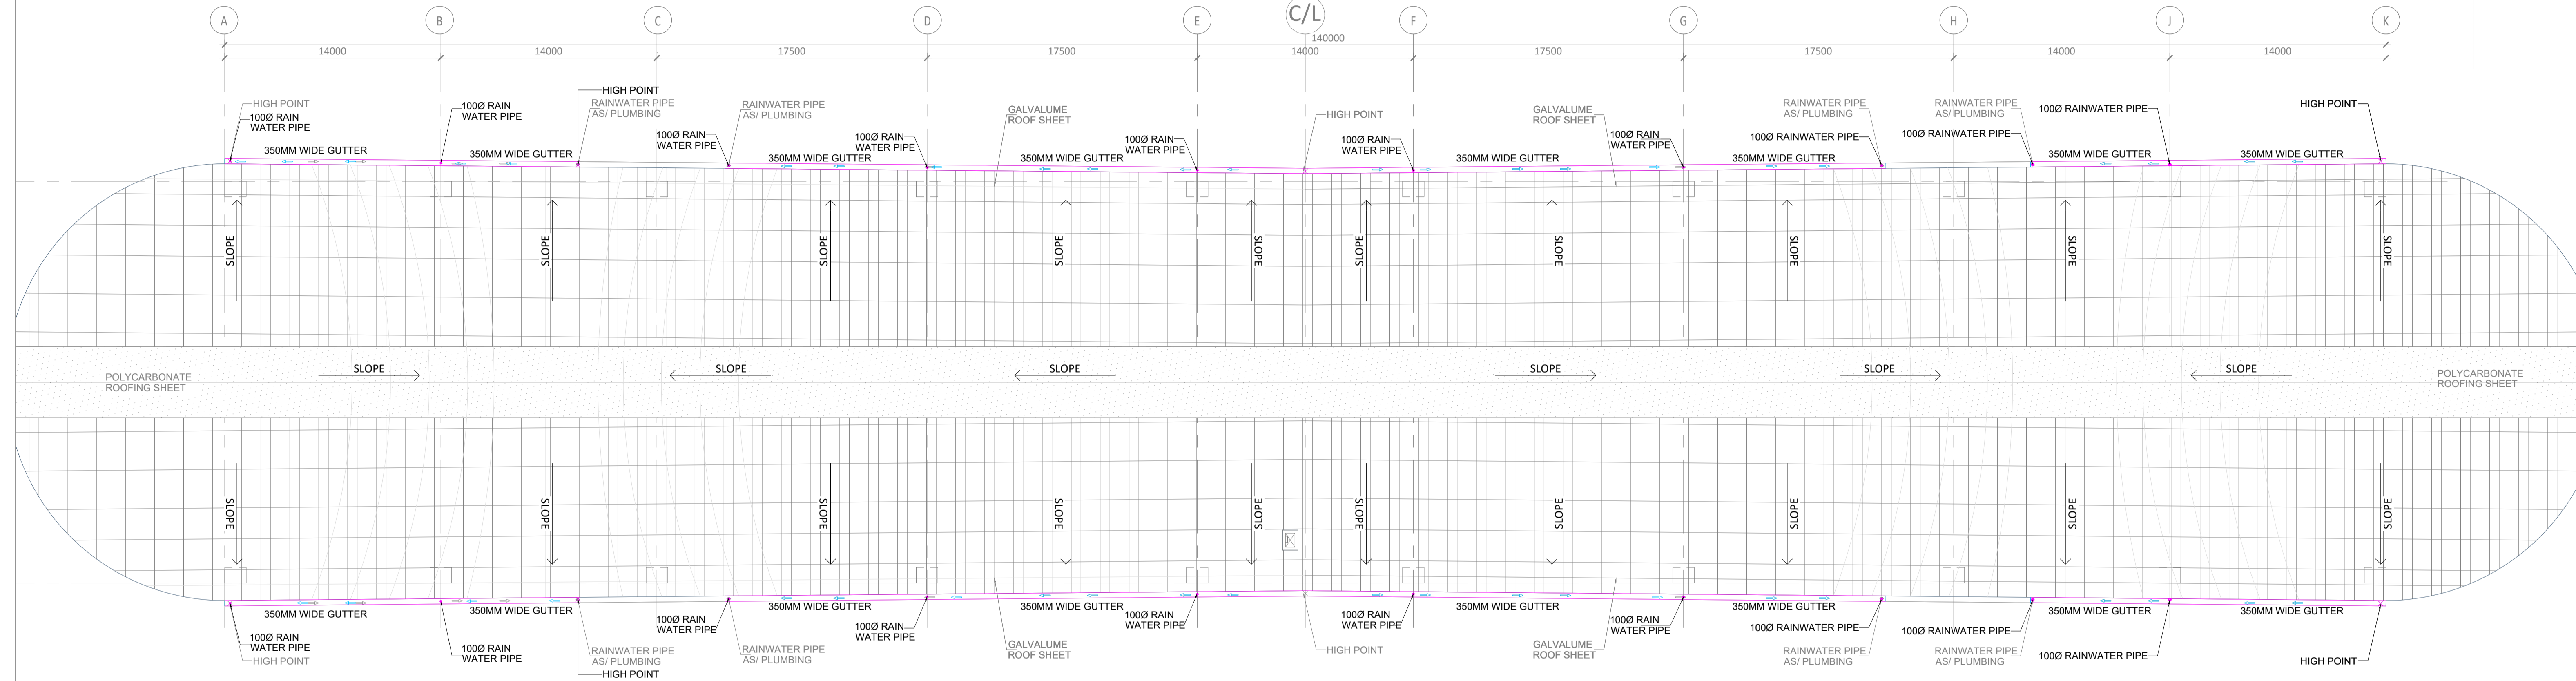 A B C D E C/L F G H J K
140000
14000 14000 17500 17500 14000 17500 17500 14000 14000
HIGH POINT
100Ø RAIN
WATER PIPE
350MM WIDE GUTTER
100Ø RAIN
WATER PIPE
350MM WIDE GUTTER
HIGH POINT
RAINWATER PIPE
AS/ PLUMBING
100Ø RAIN
WATER PIPE
RAINWATER PIPE
AS/ PLUMBING
350MM WIDE GUTTER
100Ø RAIN
WATER PIPE
GALVALUME
ROOF SHEET
350MM WIDE GUTTER
100Ø RAIN
WATER PIPE
HIGH POINT
100Ø RAIN
WATER PIPE
350MM WIDE GUTTER
GALVALUME
ROOF SHEET
100Ø RAIN
WATER PIPE
350MM WIDE GUTTER
RAINWATER PIPE
AS/ PLUMBING
100Ø RAINWATER PIPE
RAINWATER PIPE
AS/ PLUMBING
100Ø RAINWATER PIPE
100Ø RAINWATER PIPE
350MM WIDE GUTTER
HIGH POINT
350MM WIDE GUTTER
SLOPE
SLOPE
SLOPE
SLOPE
SLOPE
SLOPE
SLOPE
SLOPE
SLOPE
SLOPE
POLYCARBONATE
ROOFING SHEET
SLOPE
SLOPE
SLOPE
SLOPE
SLOPE
SLOPE
POLYCARBONATE
ROOFING SHEET
SLOPE
SLOPE
SLOPE
SLOPE
SLOPE
SLOPE
SLOPE
SLOPE
SLOPE
SLOPE
350MM WIDE GUTTER
100Ø RAIN
WATER PIPE
HIGH POINT
350MM WIDE GUTTER
100Ø RAIN
WATER PIPE
RAINWATER PIPE
AS/ PLUMBING
HIGH POINT
100Ø RAIN
WATER PIPE
RAINWATER PIPE
AS/ PLUMBING
350MM WIDE GUTTER
100Ø RAIN
WATER PIPE
GALVALUME
ROOF SHEET
350MM WIDE GUTTER
100Ø RAIN
WATER PIPE
HIGH POINT
100Ø RAIN
WATER PIPE
350MM WIDE GUTTER
GALVALUME
ROOF SHEET
100Ø RAIN
WATER PIPE
350MM WIDE GUTTER
100Ø RAINWATER PIPE
RAINWATER PIPE
AS/ PLUMBING
100Ø RAINWATER PIPE
RAINWATER PIPE
AS/ PLUMBING
350MM WIDE GUTTER
100Ø RAINWATER PIPE
350MM WIDE GUTTER
HIGH POINT